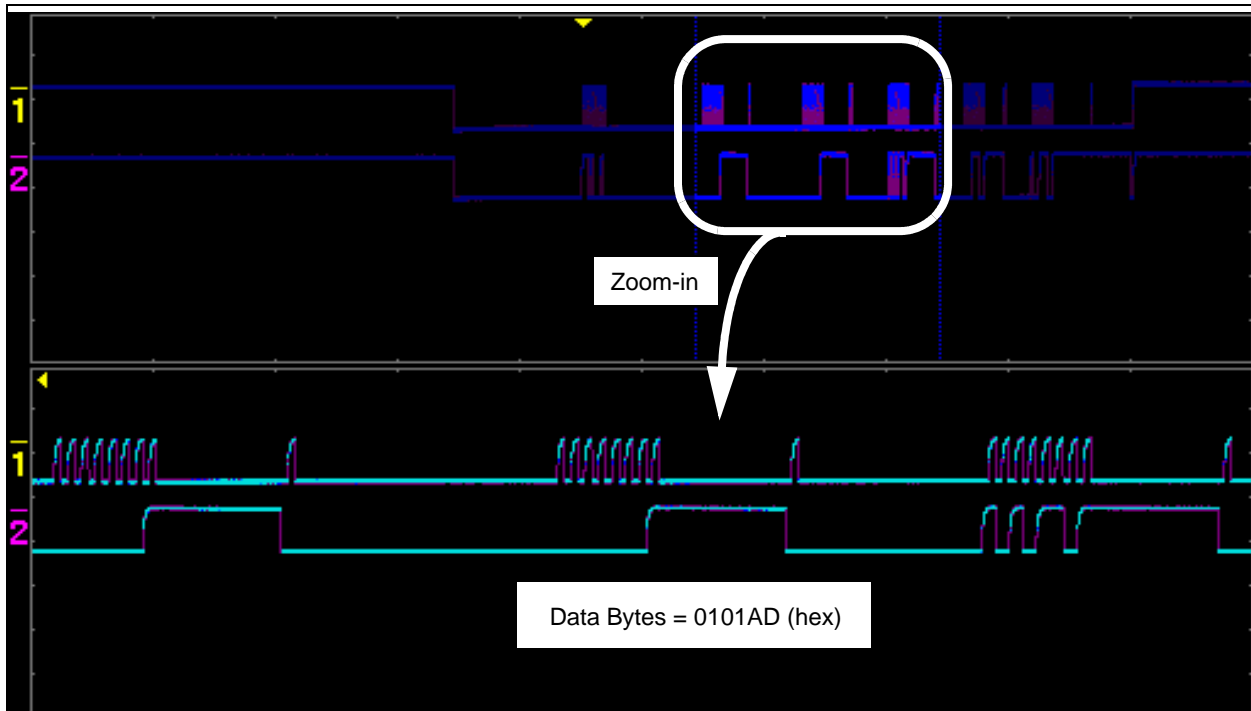 1
2
Zoom-in
1
2
Data Bytes = 0101AD (hex)